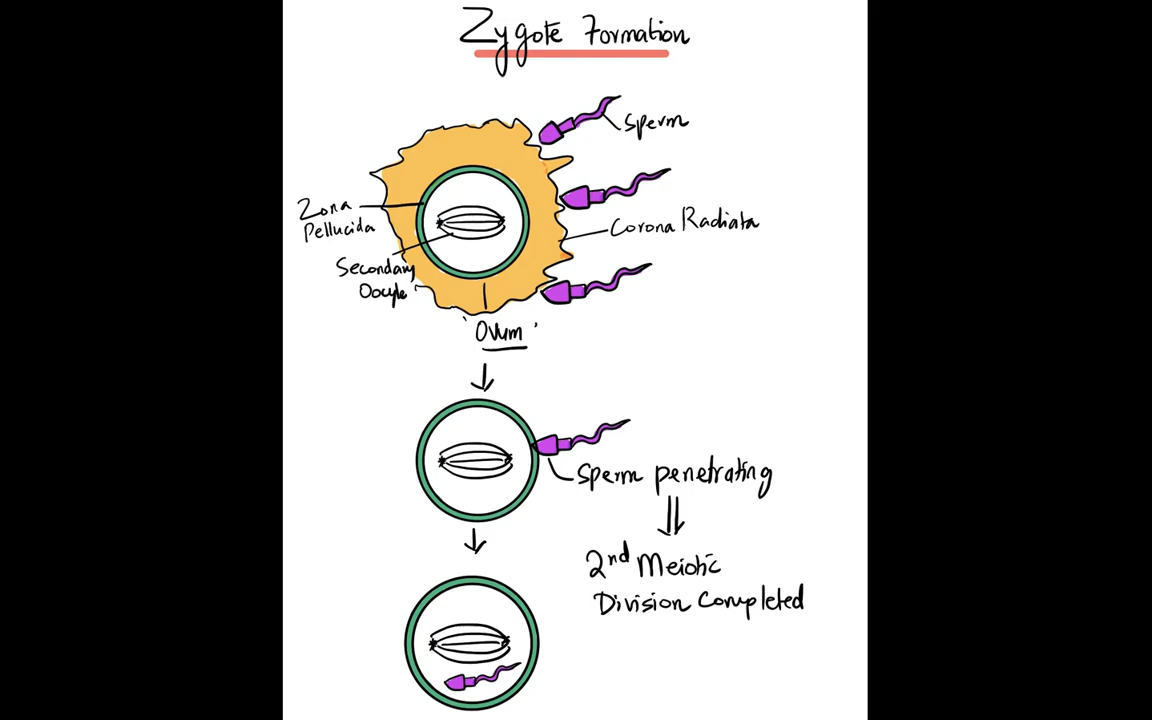 Zygote Formation
Sperm
Zona
Pellucida
Corona Radiata
Secondary
Oocyte
'Ovum'
Sperm penetrating
2nd Meiotic
Division Completed